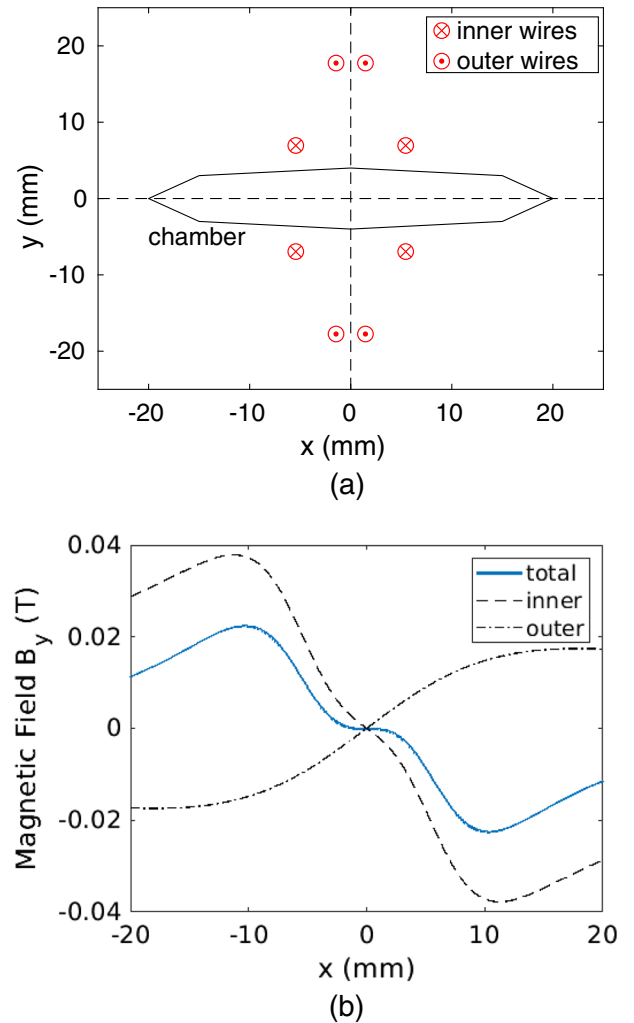 20
10
0
-10
-20
y (mm)
inner wires
outer wires
chamber
-20 -10 0 10 20
x (mm)
(a)
0.04
0.02
0
-0.02
-0.04
Magnetic Field B_y (T)
total
inner
outer
-20 -10 0 10 20
x (mm)
(b)